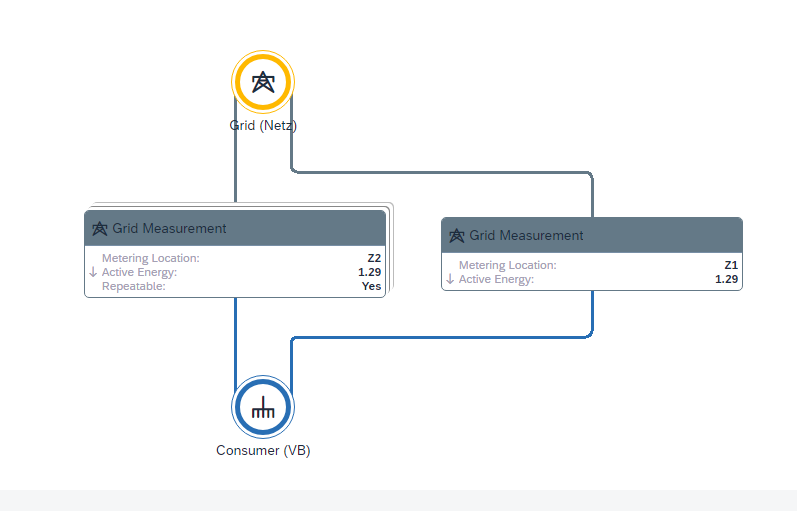 Grid (Netz)
Grid Measurement
Metering Location: Z2
Active Energy: 1.29
Repeatable: Yes
Grid Measurement
Metering Location: Z1
Active Energy: 1.29
Consumer (VB)